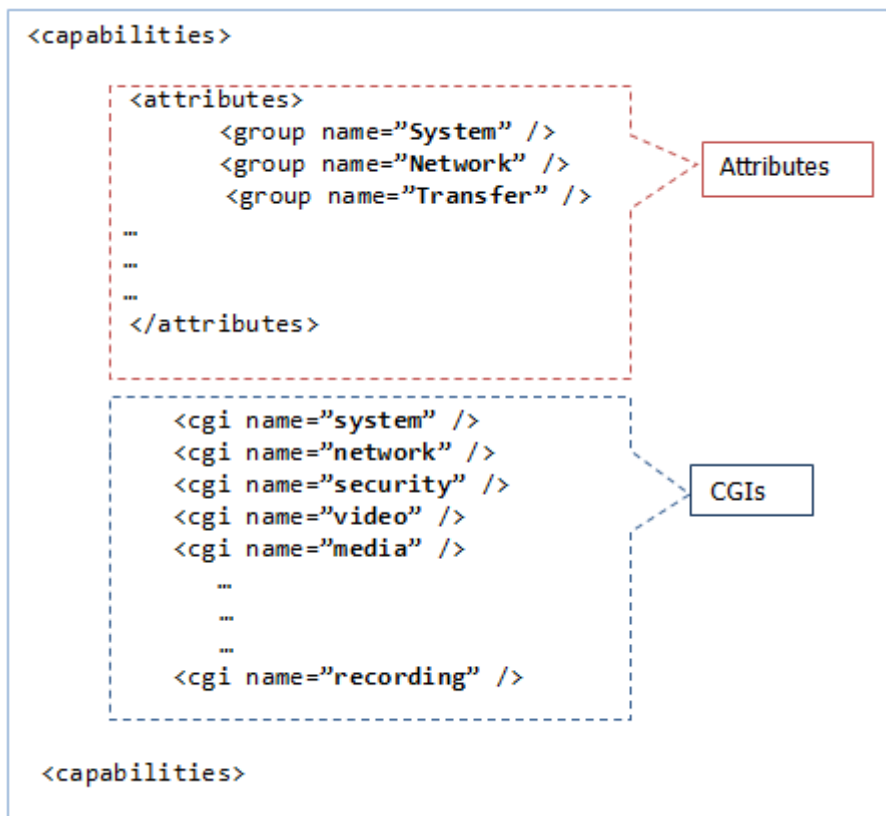 <capabilities>
<attributes>
<group name=”System” />
<group name=”Network” />
<group name=”Transfer” />
…
…
…
</attributes>
Attributes
<cgi name=”system” />
<cgi name=”network” />
<cgi name=”security” />
<cgi name=”video” />
<cgi name=”media” />
…
…
…
<cgi name=”recording” />
CGIs
<capabilities>